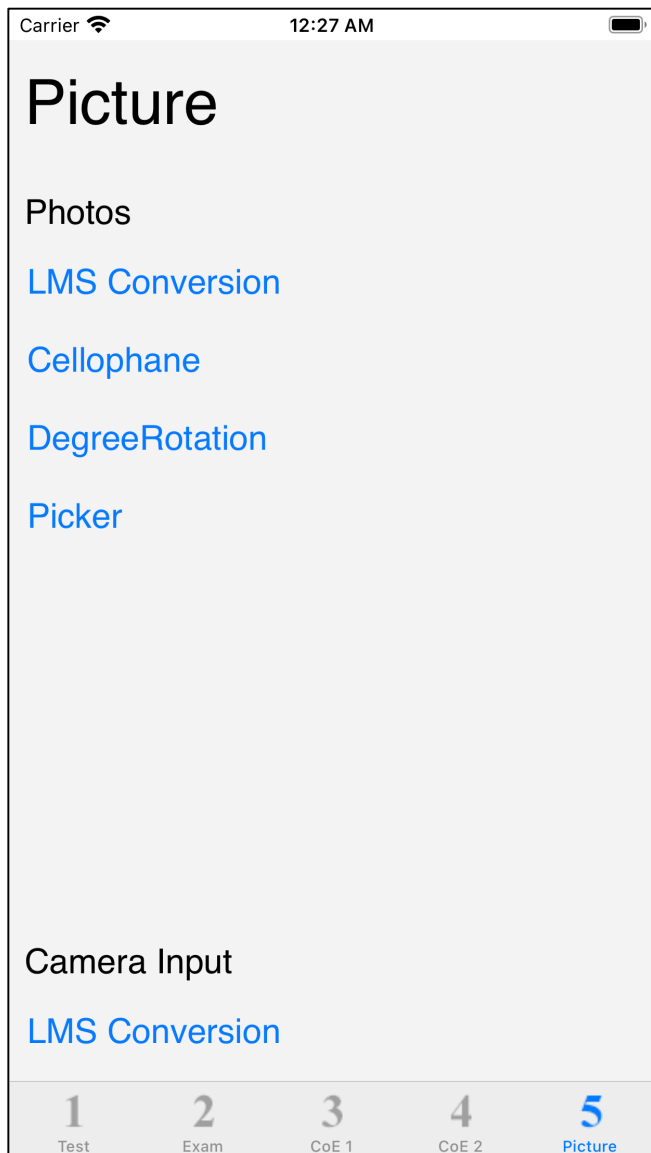 Carrier 12:27 AM
Picture
Photos
LMS Conversion
Cellophane
DegreeRotation
Picker
Camera Input
LMS Conversion
1 2 3 4 5
Test Exam CoE 1 CoE 2 Picture